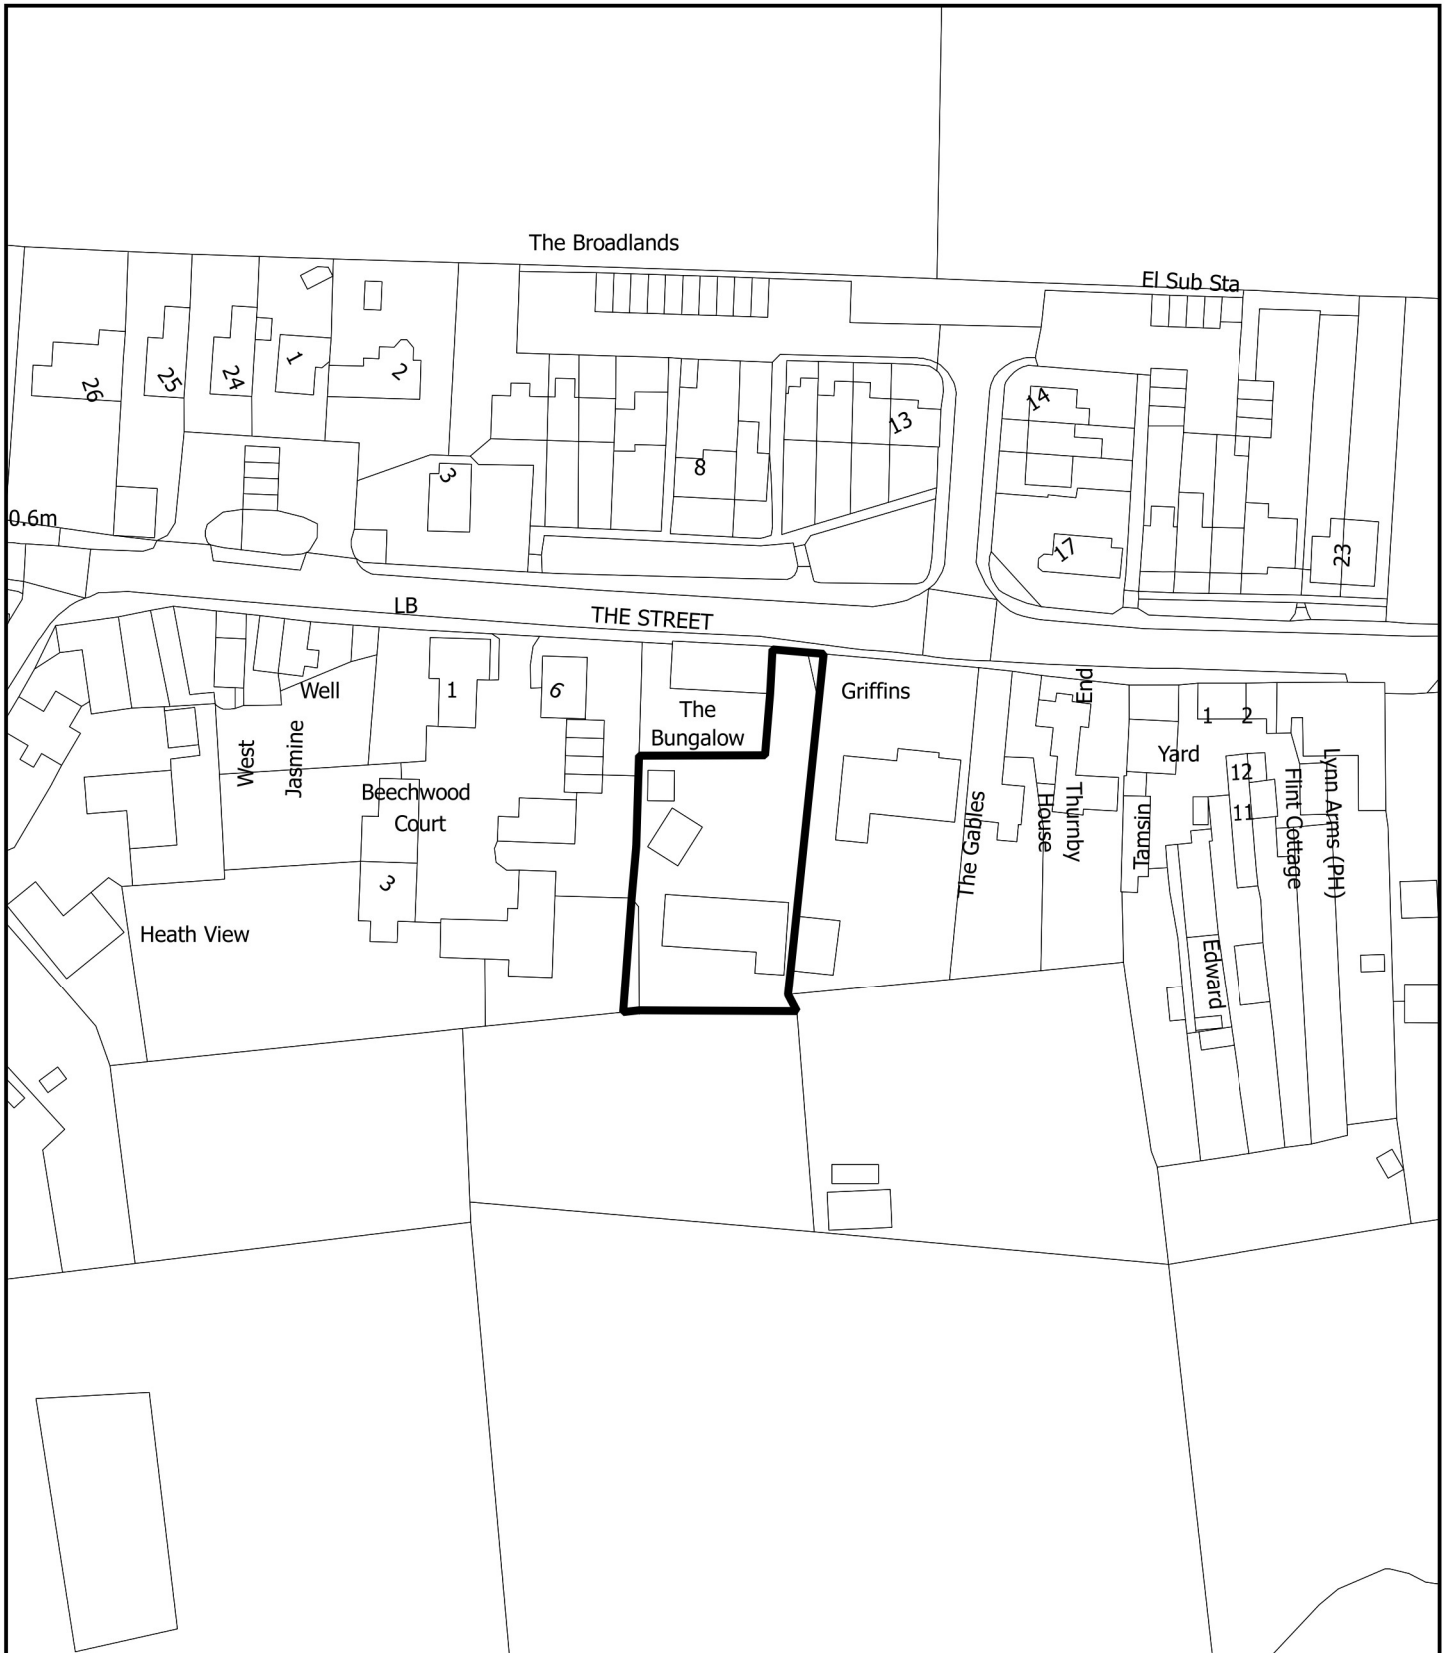 The Broadlands
El Sub Sta
26
25
24
1
2
3
8
13
14
17
23
0.6m
LB
THE STREET
Well
West
Jasmine
1
6
The
Bungalow
Griffins
End
1
2
Yard
12
11
Beechwood
Court
3
Heath View
The Gables
House
Thurnby
Tamsin
Flint Cottage
Lynn Arms (PH)
Edward